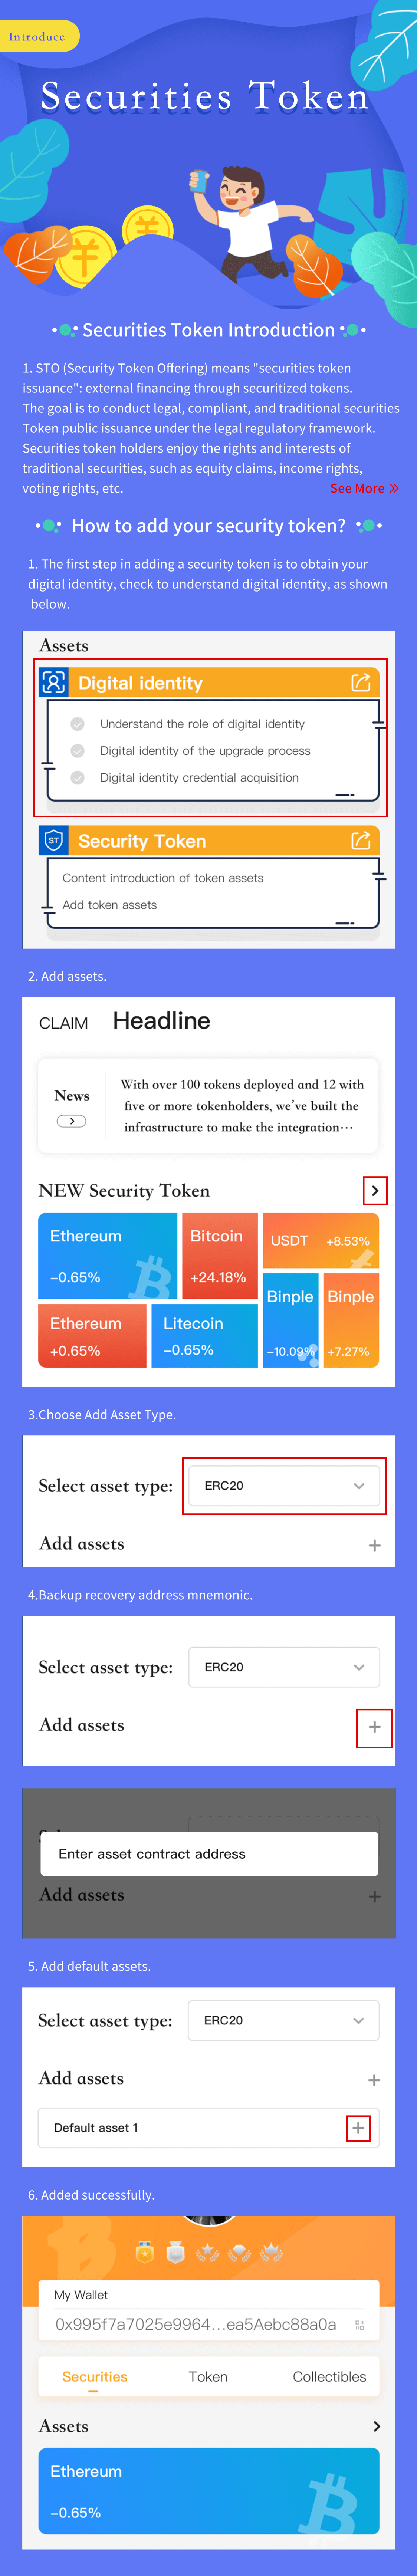 Introduce
Securities Token
Securities Token Introduction
1. STO (Security Token Offering) means "securities token
issuance": external financing through securitized tokens.
The goal is to conduct legal, compliant, and traditional securities
Token public issuance under the legal regulatory framework.
Securities token holders enjoy the rights and interests of
traditional securities, such as equity claims, income rights,
voting rights, etc.
See More »
How to add your security token?
1. The first step in adding a security token is to obtain your
digital identity, check to understand digital identity, as shown
below.
Assets
Digital identity
Understand the role of digital identity
Digital identity of the upgrade process
Digital identity credential acquisition
ST
Security Token
Content introduction of token assets
Add token assets
2. Add assets.
CLAIM Headline
News
With over 100 tokens deployed and 12 with
five or more tokenholders, we've built the
infrastructure to make the integration···
NEW Security Token
Ethereum
-0.65%
Bitcoin
+24.18%
USDT +8.53%
Ethereum
+0.65%
Litecoin
-0.65%
Binple
-10.09%
Binple
+7.27%
3.Choose Add Asset Type.
Select asset type: ERC20
Add assets +
4.Backup recovery address mnemonic.
Select asset type: ERC20
Add assets +
Enter asset contract address
Add assets +
5. Add default assets.
Select asset type: ERC20
Add assets +
Default asset 1 +
6. Added successfully.
My Wallet
0x995f7a7025e9964...ea5Aebc88a0a
Securities Token Collectibles
Assets
Ethereum
-0.65%